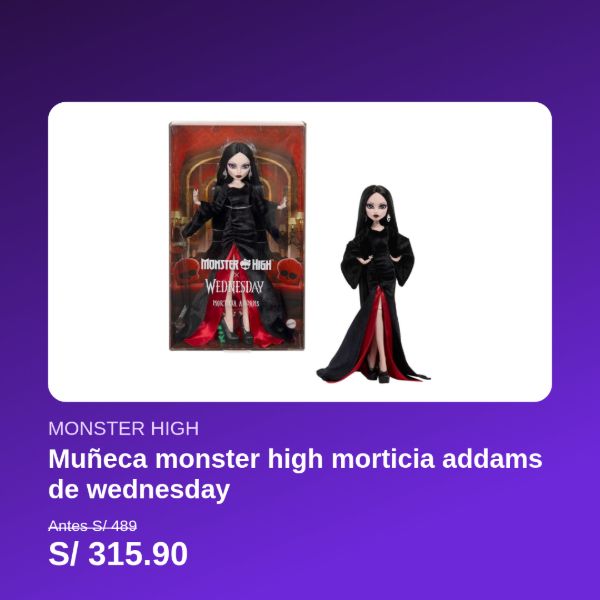 MONSTER HIGH
WEDNESDAY
MORTICIA ADDAMS
MONSTER HIGH
Muñeca monster high morticia addams
de wednesday
Antes S/ 489
S/ 315.90